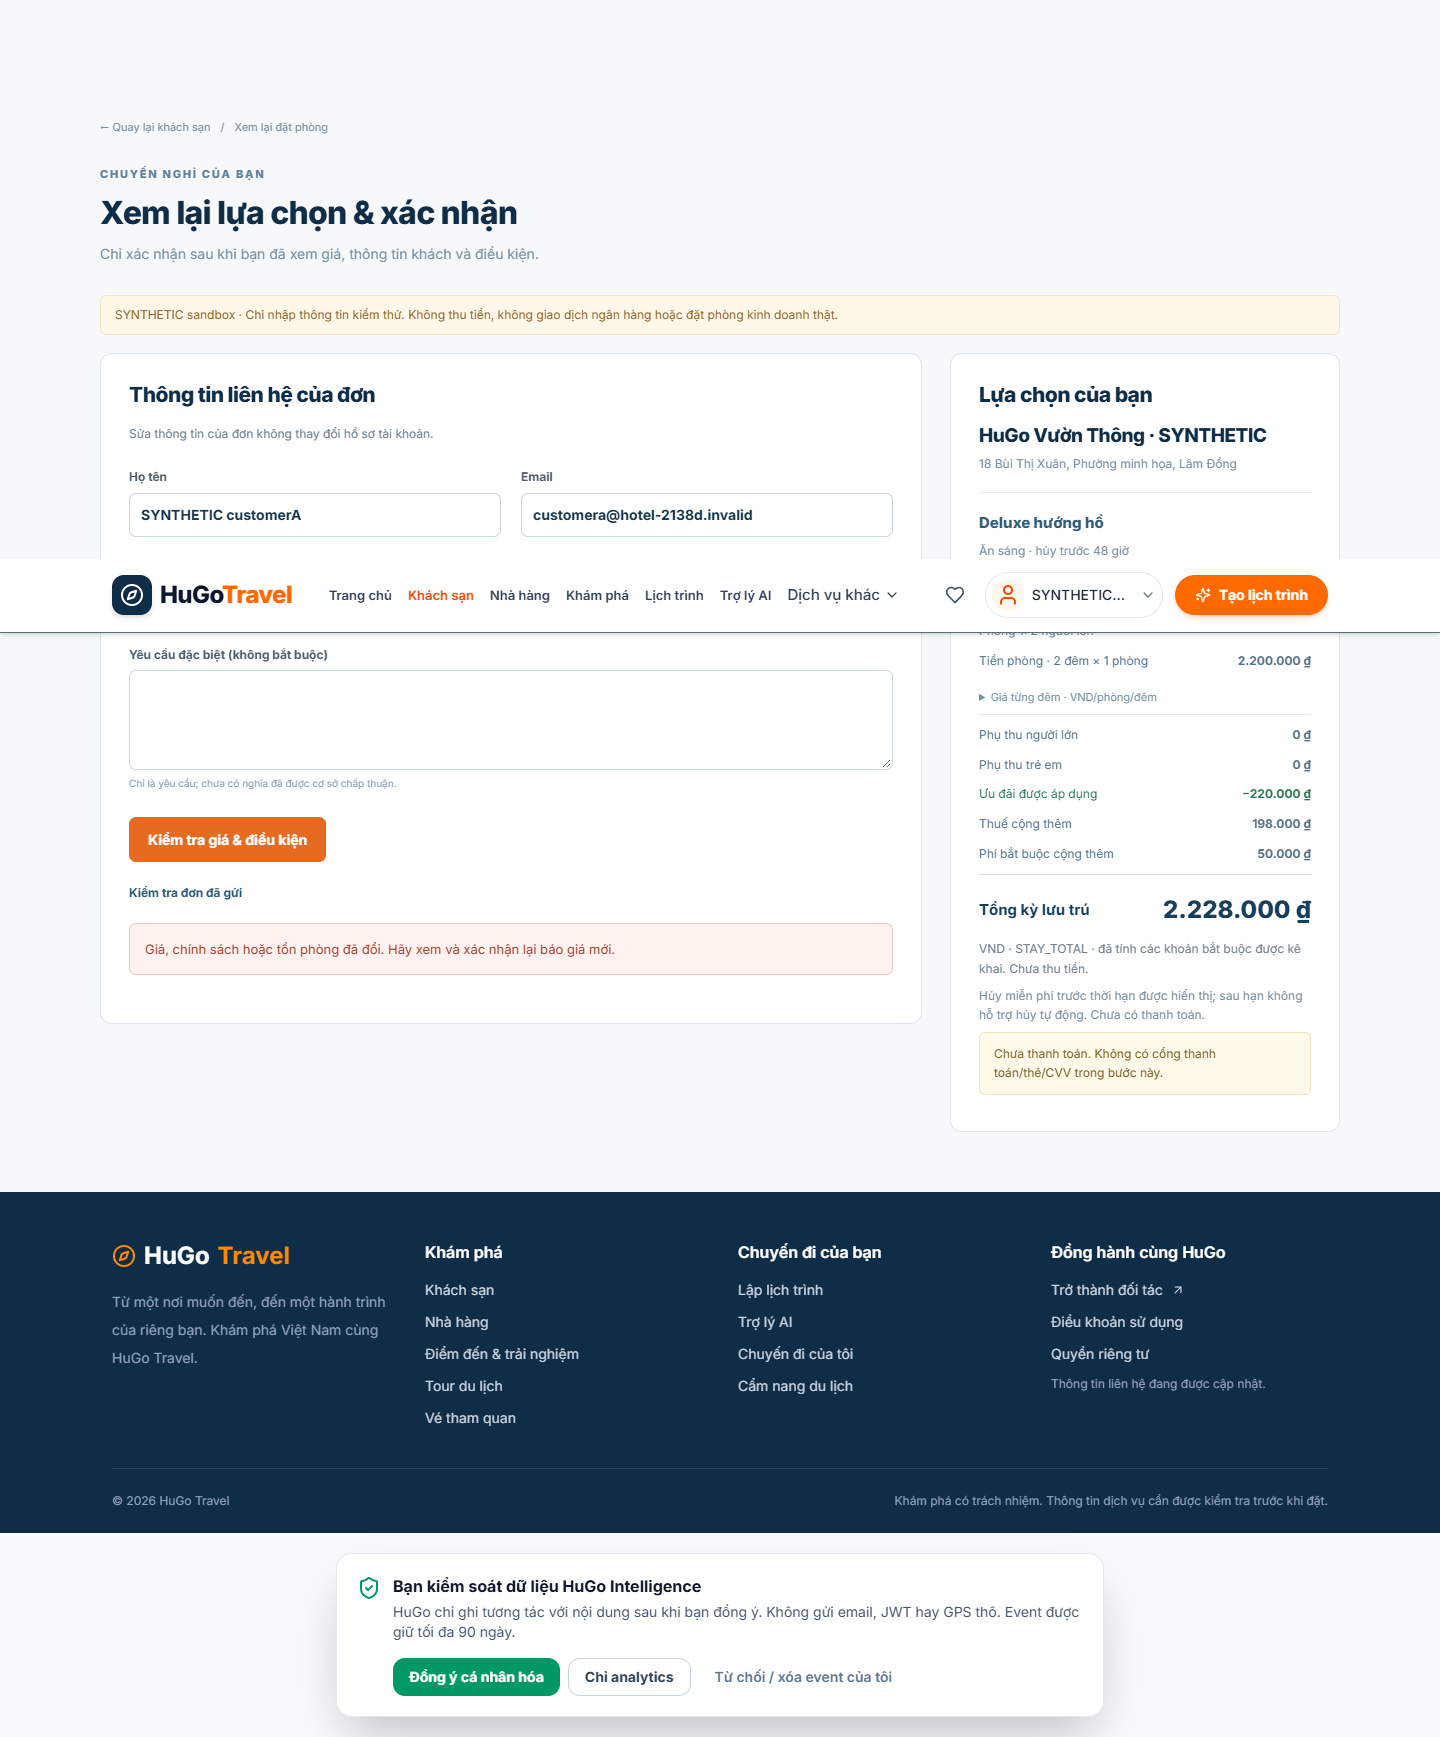 ← Quay lại khách sạn / Xem lại đặt phòng
CHUYẾN NGHỈ CỦA BẠN
Xem lại lựa chọn & xác nhận
Chỉ xác nhận sau khi bạn đã xem giá, thông tin khách và điều kiện.
SYNTHETIC sandbox · Chỉ nhập thông tin kiểm thử. Không thu tiền, không giao dịch ngân hàng hoặc đặt phòng kinh doanh thật.
Thông tin liên hệ của đơn
Sửa thông tin của đơn không thay đổi hồ sơ tài khoản.
Họ tên
SYNTHETIC customerA
Email
customera@hotel-2138d.invalid
Lựa chọn của bạn
HuGo Vườn Thông · SYNTHETIC
18 Bùi Thị Xuân, Phường minh họa, Lâm Đồng
Deluxe hướng hồ
Ăn sáng · hủy trước 48 giờ
HuGoTravel
Trang chủ
Khách sạn
Nhà hàng
Khám phá
Lịch trình
Trợ lý AI
Dịch vụ khác
SYNTHETIC...
Tạo lịch trình
Yêu cầu đặc biệt (không bắt buộc)
Chỉ là yêu cầu; chưa có nghĩa đã được cơ sở chấp thuận.
Kiểm tra giá & điều kiện
Kiểm tra đơn đã gửi
Giá, chính sách hoặc tồn phòng đã đổi. Hãy xem và xác nhận lại báo giá mới.
Tiền phòng · 2 đêm × 1 phòng 2.200.000 ₫
▶ Giá từng đêm · VND/phòng/đêm
Phụ thu người lớn 0 ₫
Phụ thu trẻ em 0 ₫
Ưu đãi được áp dụng −220.000 ₫
Thuế cộng thêm 198.000 ₫
Phí bắt buộc cộng thêm 50.000 ₫
Tổng kỳ lưu trú 2.228.000 ₫
VND · STAY_TOTAL · đã tính các khoản bắt buộc được kê
khai. Chưa thu tiền.
Hủy miễn phí trước thời hạn được hiển thị; sau hạn không
hỗ trợ hủy tự động. Chưa có thanh toán.
Chưa thanh toán. Không có cổng thanh
toán/thẻ/CVV trong bước này.
HuGo Travel
Từ một nơi muốn đến, đến một hành trình
của riêng bạn. Khám phá Việt Nam cùng
HuGo Travel.
Khám phá
Khách sạn
Nhà hàng
Điểm đến & trải nghiệm
Tour du lịch
Vé tham quan
Chuyến đi của bạn
Lập lịch trình
Trợ lý AI
Chuyến đi của tôi
Cẩm nang du lịch
Đồng hành cùng HuGo
Trở thành đối tác
Điều khoản sử dụng
Quyền riêng tư
Thông tin liên hệ đang được cập nhật.
© 2026 HuGo Travel
Khám phá có trách nhiệm. Thông tin dịch vụ cần được kiểm tra trước khi đặt.
Bạn kiểm soát dữ liệu HuGo Intelligence
HuGo chỉ ghi tương tác với nội dung sau khi bạn đồng ý. Không gửi email, JWT hay GPS thô. Event được
giữ tối đa 90 ngày.
Đồng ý cá nhân hóa
Chỉ analytics
Từ chối / xóa event của tôi